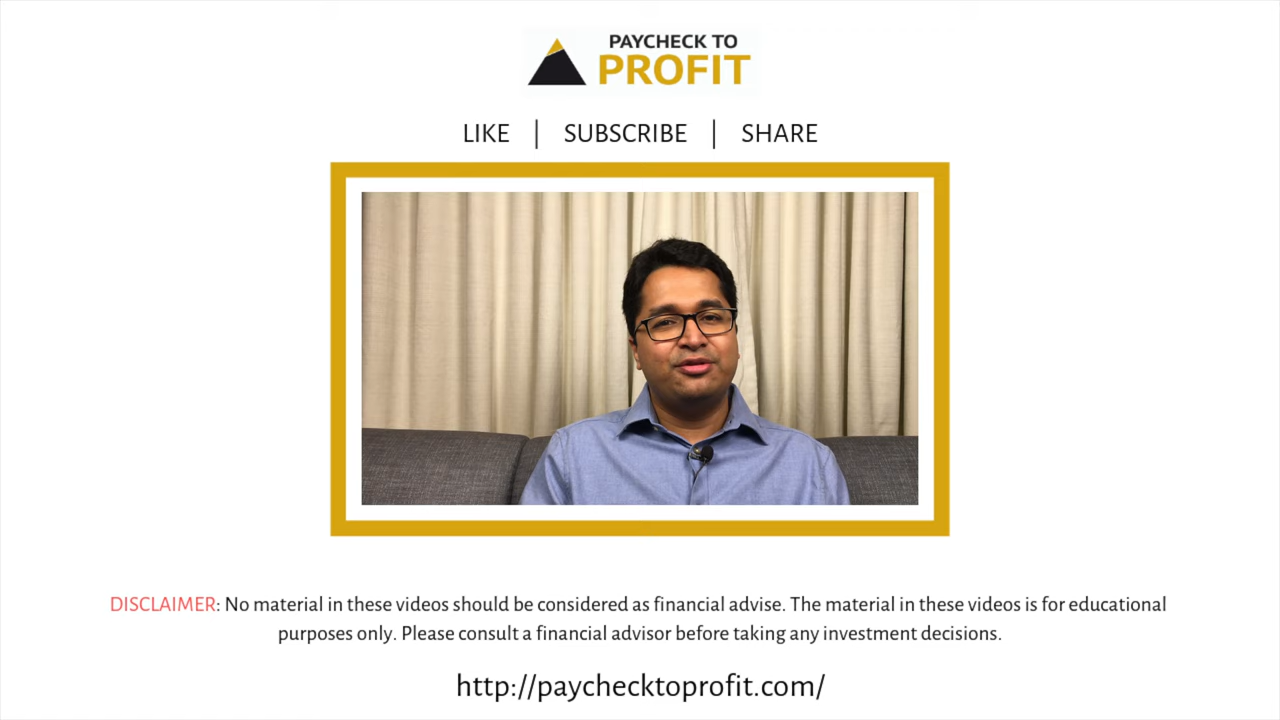 PAYCHECK TO
PROFIT
LIKE | SUBSCRIBE | SHARE
DISCLAIMER: No material in these videos should be considered as financial advise. The material in these videos is for educational
purposes only. Please consult a financial advisor before taking any investment decisions.
http://paychecktoprofit.com/